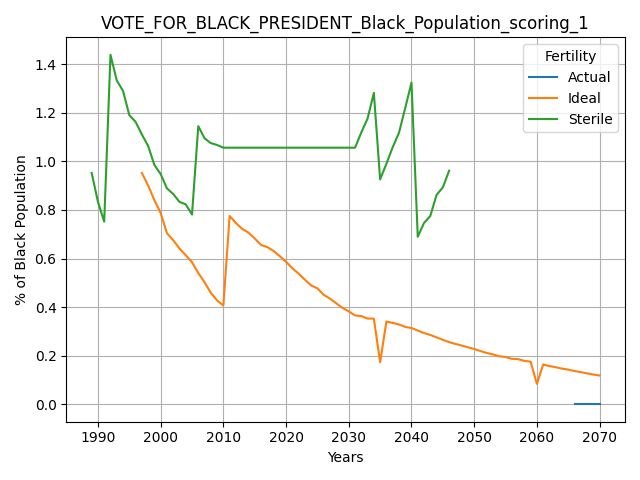 VOTE_FOR_BLACK_PRESIDENT_Black_Population_scoring_1
Fertility
Actual
Ideal
Sterile
% of Black Population
1.4
1.2
1.0
0.8
0.6
0.4
0.2
0.0
1990 2000 2010 2020 2030 2040 2050 2060 2070
Years